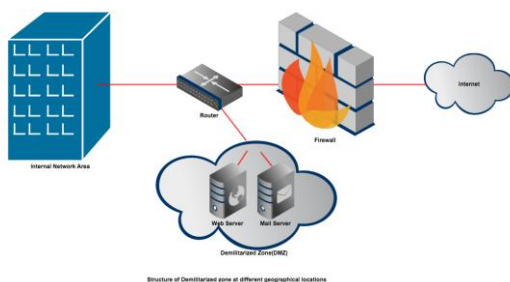 Internet
Router
Firewall
Internal Network Area
Web Server
Mail Server
Demilitarized Zone(DMZ)
Structure of Demilitarized zone at different geographical locations